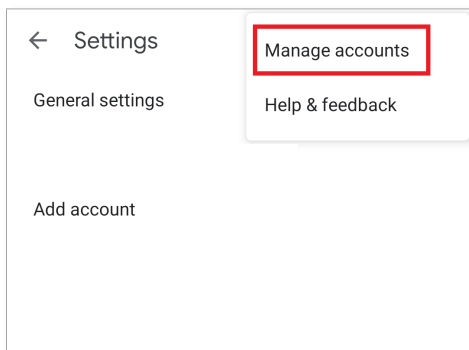 Settings
Manage accounts
General settings
Help & feedback
Add account